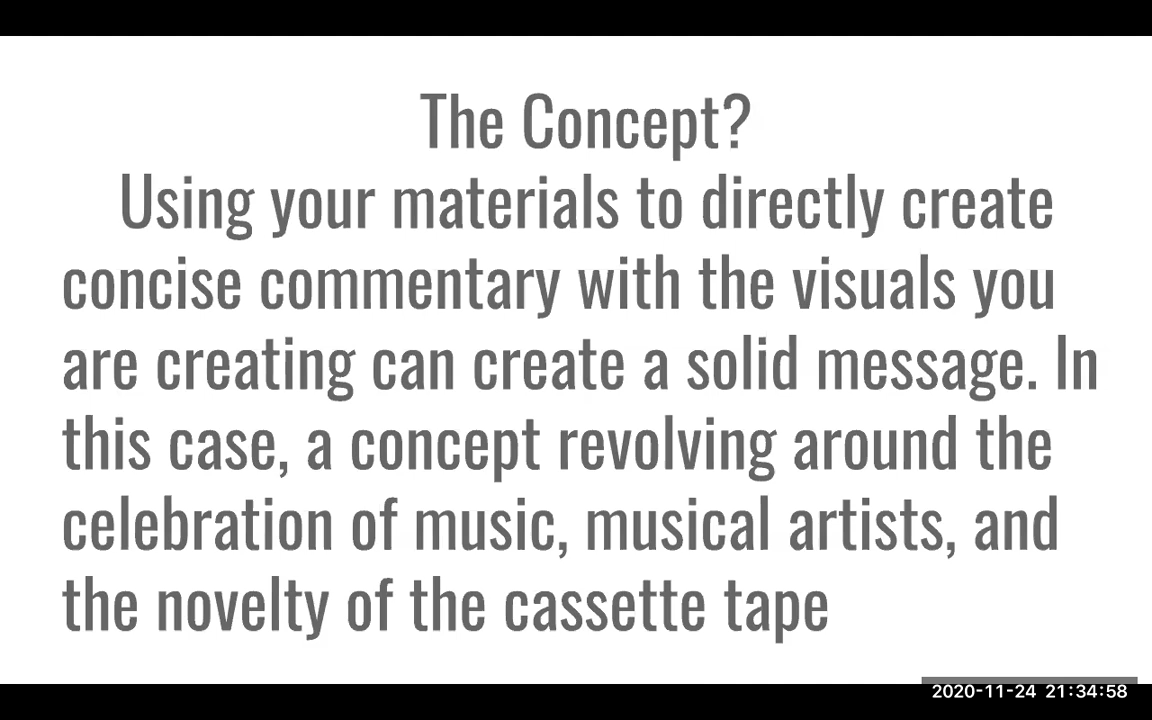 The Concept?
Using your materials to directly create
concise commentary with the visuals you
are creating can create a solid message. In
this case, a concept revolving around the
celebration of music, musical artists, and
the novelty of the cassette tape
2020-11-24 21:34:58